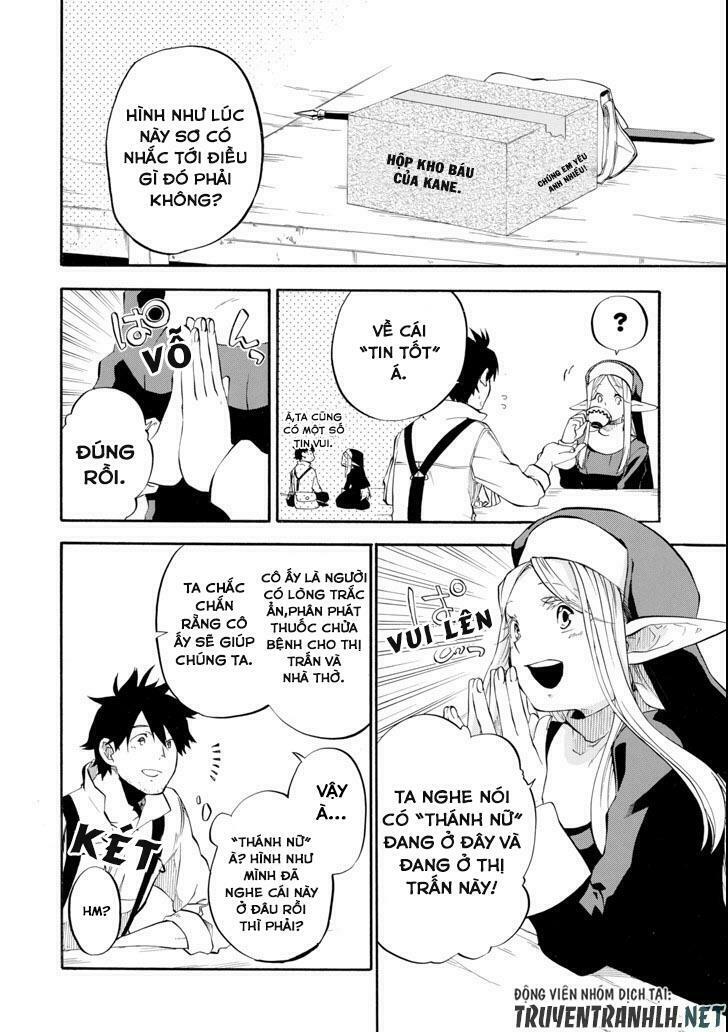 HÌNH NHƯ LÚC
NÀY SƠ CÓ
NHẮC TỚI ĐIỀU
GÌ ĐÓ PHẢI
KHÔNG?
HỘP KHO BÁU
CỦA KANE.
CHÚNG EM YÊU
ANH NHIỀU!
?
VỀ CÁI
"TIN TỐT"
Á.
À,TA CŨNG
CÓ MỘT SỐ
TIN VUI.
ぱん
VỖ
ĐÚNG
RỒI.
ぱあ
VUI LÊN
TA NGHE NÓI
CÓ "THÁNH NỮ"
ĐANG Ở ĐÂY VÀ
ĐANG Ở THỊ
TRẤN NÀY!
CÔ ẤY LÀ NGƯỜI
CÓ LÒNG TRẮC
ẨN,PHÂN PHÁT
THUỐC CHỮA
BỆNH CHO THỊ
TRẤN VÀ
NHÀ THỜ.
TA CHẮC
CHẮN
RẰNG CÔ
ẤY SẼ GIÚP
CHÚNG TA.
VẬY
À...
"THÁNH NỮ"
À? HÌNH NHƯ
MÌNH ĐÃ
NGHE CÁI NÀY
Ở ĐÂU RỒI
THÌ PHẢI?
KÉT
HM?
ĐỘNG VIÊN NHÓM DỊCH TẠI:
TRUYENTRANHLH.NET